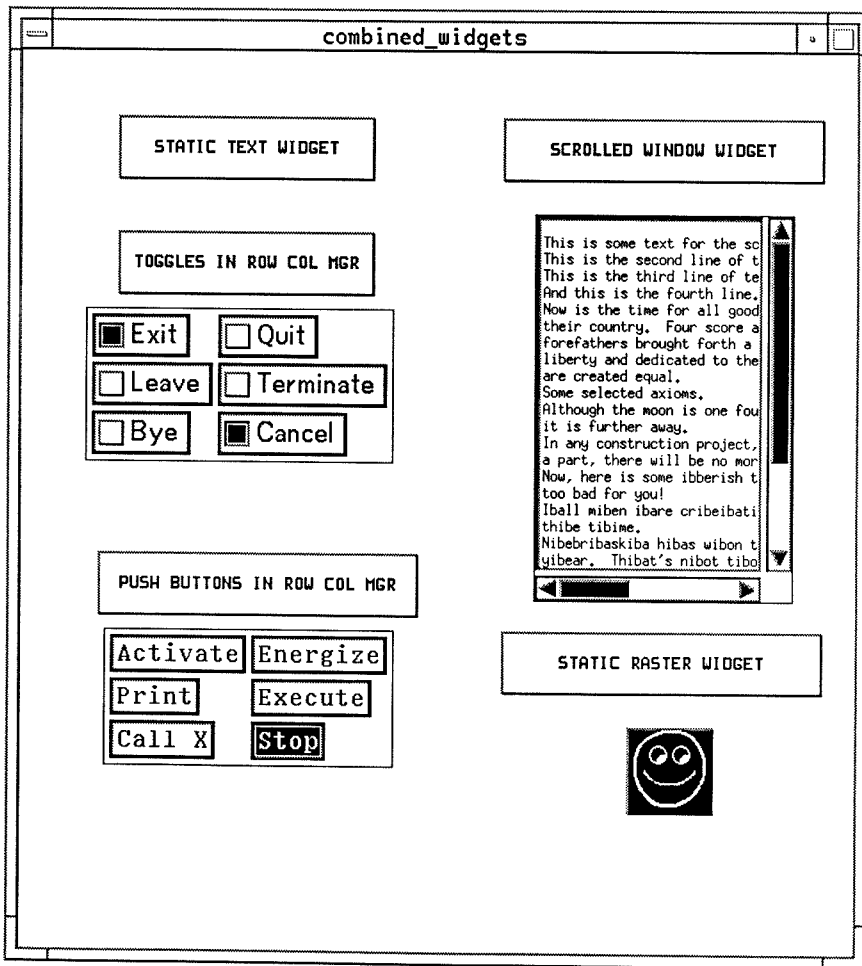 combined_widgets
STATIC TEXT WIDGET
TOGGLES IN ROW COL MGR
Exit Quit
Leave Terminate
Bye Cancel
PUSH BUTTONS IN ROW COL MGR
Activate Energize
Print Execute
Call X Stop
SCROLLED WINDOW WIDGET
This is some text for the sc
This is the second line of t
This is the third line of te
And this is the fourth line.
Now is the time for all good
their country. Four score a
forefathers brought forth a
liberty and dedicated to the
are created equal.
Some selected axioms.
Although the moon is one fou
it is further away.
In any construction project,
a part, there will be no mor
Now, here is some ibberish t
too bad for you!
Iball miben ibare cribeibati
thibe tibime.
Nibebribaskiba hibas wibon t
yibear. Thibat's nibot tibo
STATIC RASTER WIDGET